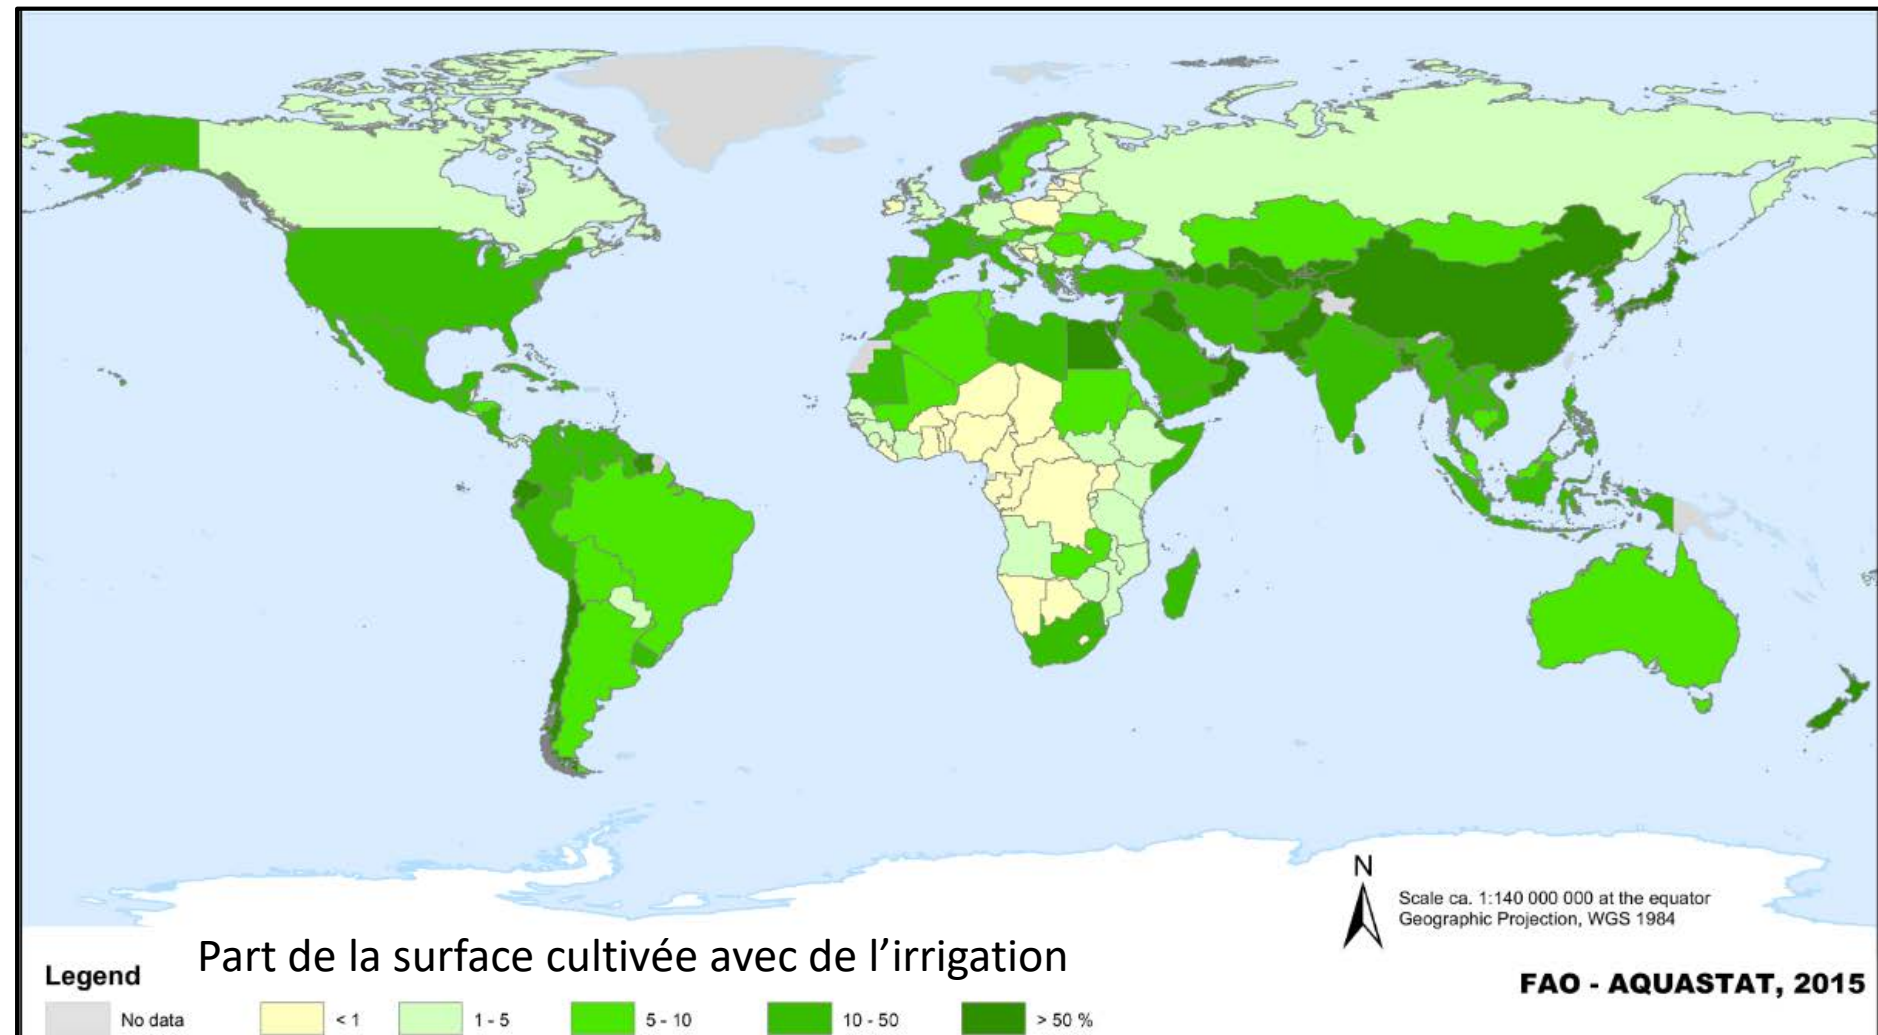 N
Scale ca. 1:140 000 000 at the equator
Geographic Projection, WGS 1984
Part de la surface cultivée avec de l’irrigation
Legend
FAO - AQUASTAT, 2015
No data < 1 1 - 5 5 - 10 10 - 50 > 50 %